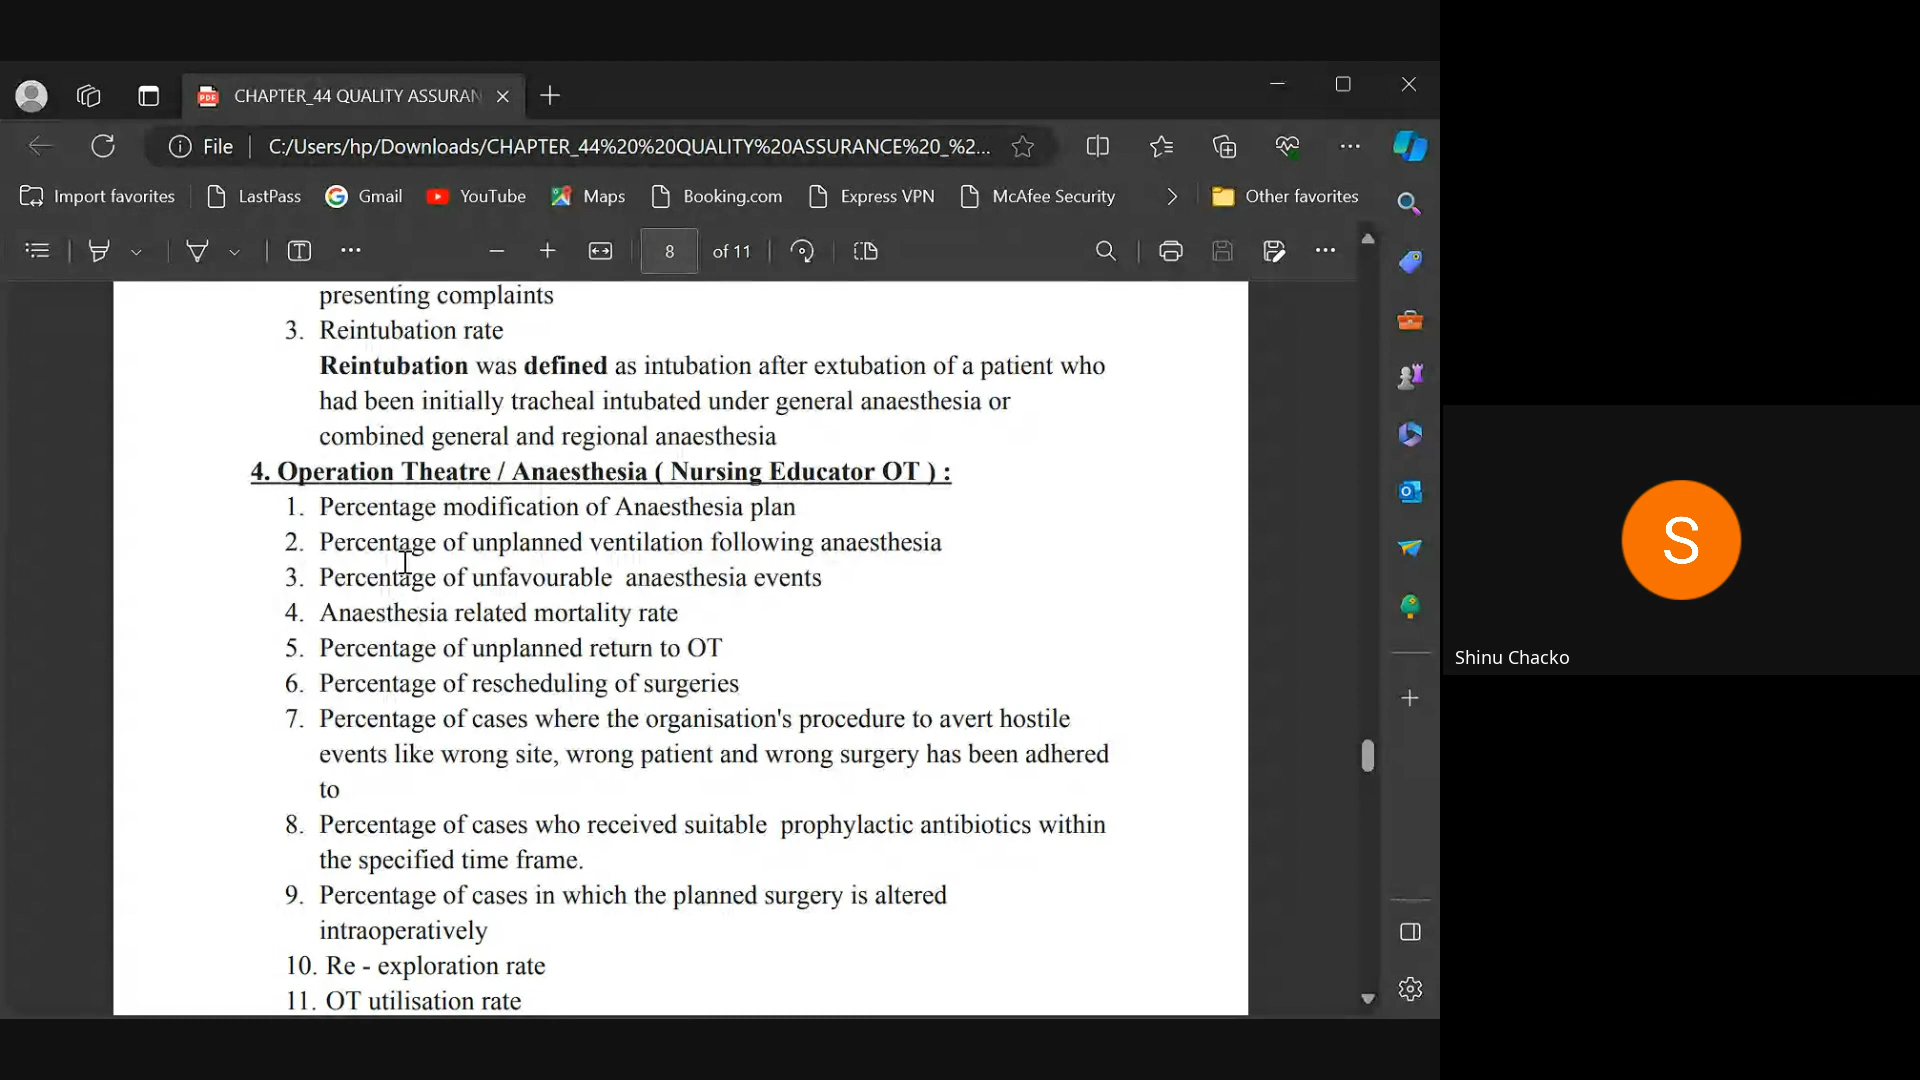 CHAPTER_44 QUALITY ASSURAN
File
C:/Users/hp/Downloads/CHAPTER_44%20%20QUALITY%20ASSURANCE%20_%2...
Import favorites
LastPass
Gmail
YouTube
Maps
Booking.com
Express VPN
McAfee Security
Other favorites
8 of 11
presenting complaints
3. Reintubation rate
Reintubation was defined as intubation after extubation of a patient who
had been initially tracheal intubated under general anaesthesia or
combined general and regional anaesthesia
4. Operation Theatre / Anaesthesia ( Nursing Educator OT ) :
1. Percentage modification of Anaesthesia plan
2. Percentage of unplanned ventilation following anaesthesia
3. Percentage of unfavourable  anaesthesia events
4. Anaesthesia related mortality rate
5. Percentage of unplanned return to OT
6. Percentage of rescheduling of surgeries
7. Percentage of cases where the organisation's procedure to avert hostile
events like wrong site, wrong patient and wrong surgery has been adhered
to
8. Percentage of cases who received suitable  prophylactic antibiotics within
the specified time frame.
9. Percentage of cases in which the planned surgery is altered
intraoperatively
10. Re - exploration rate
11. OT utilisation rate
S
Shinu Chacko